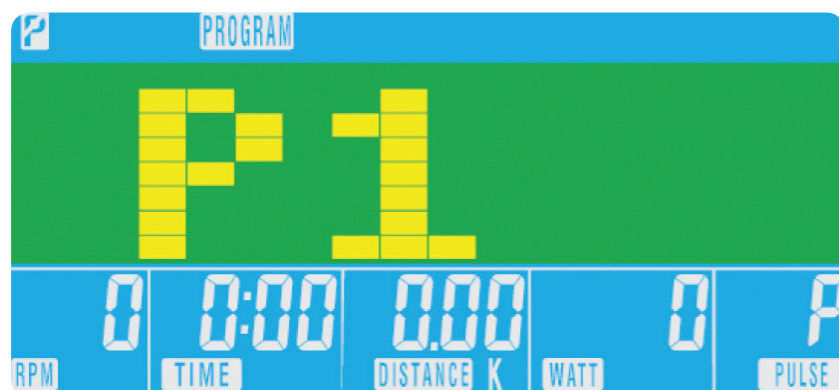 P PROGRAM
P1
0 0:00 0.00 0 P
RPM TIME DISTANCE K WATT PULSE